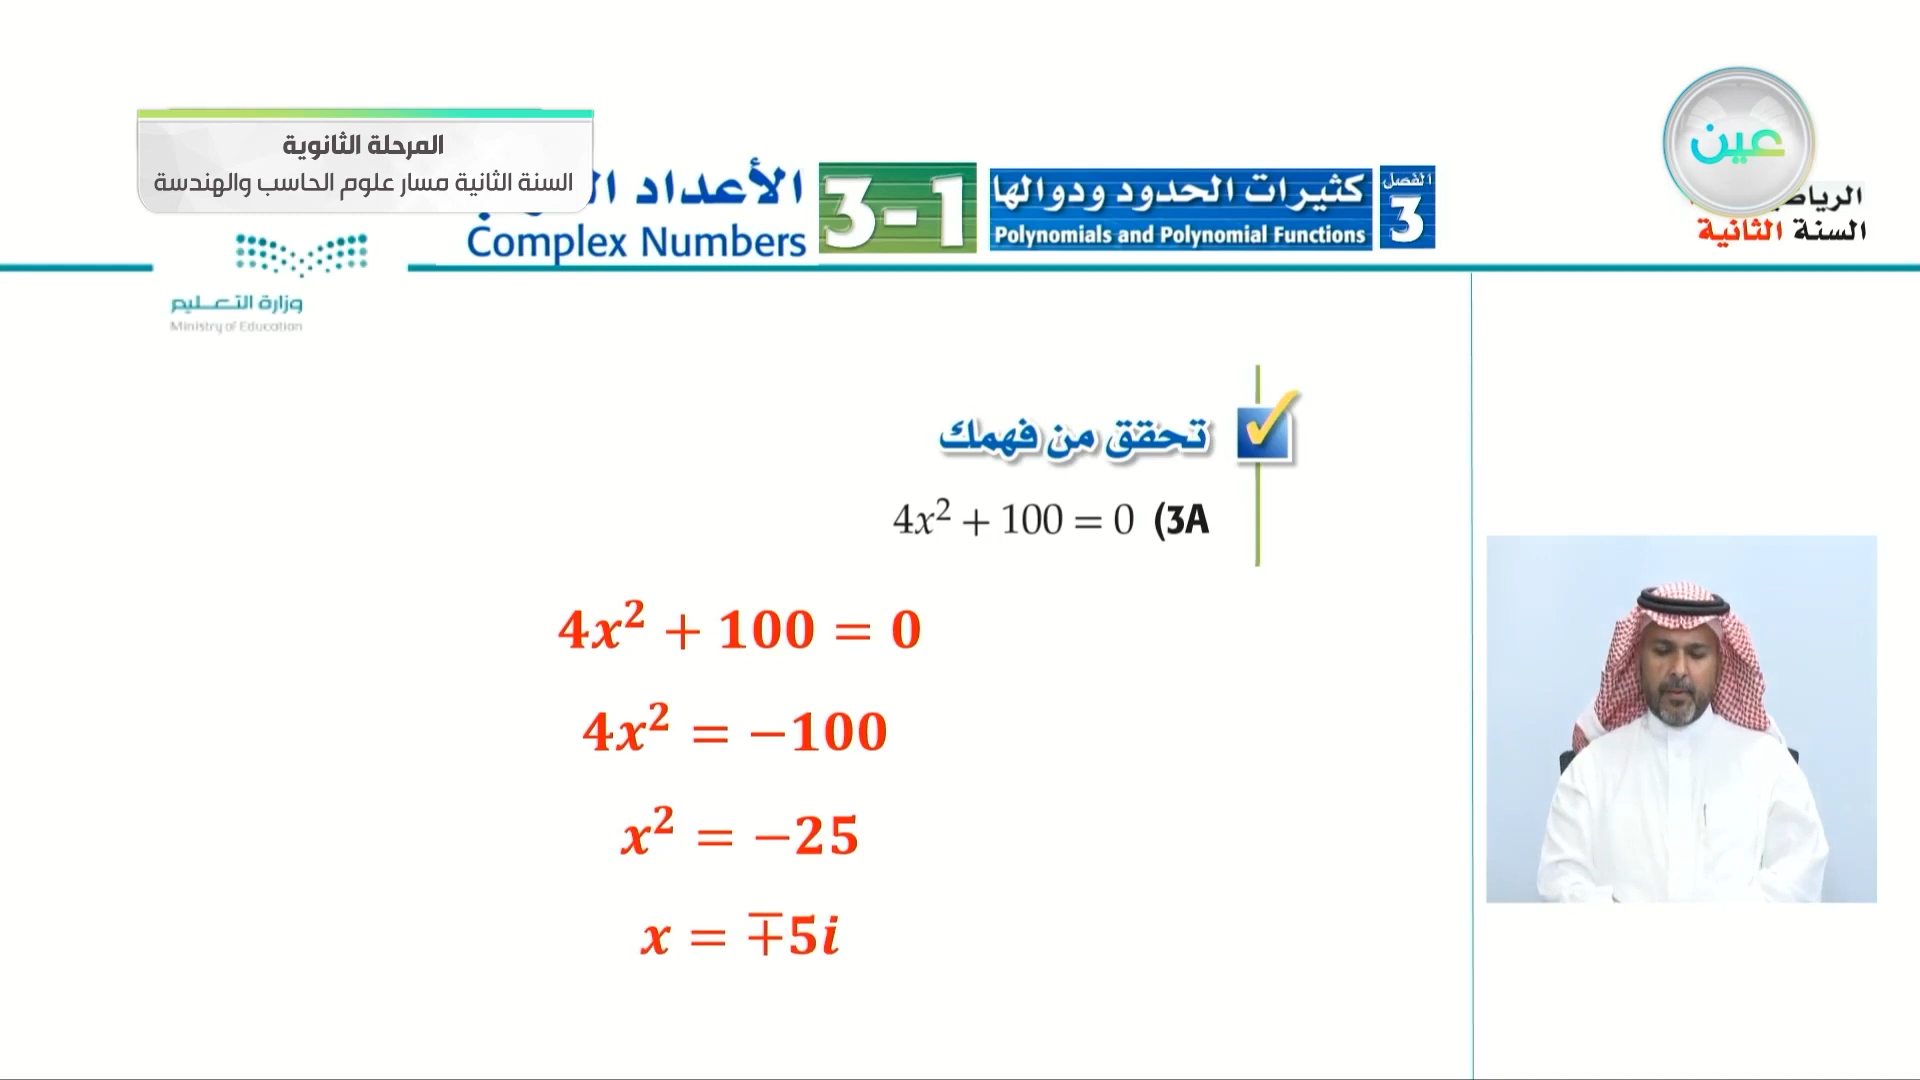 المرحلة الثانوية
السنة الثانية مسار علوم الحاسب والهندسة
عين
السنة الثانية
الفصل 3
كثيرات الحدود ودوالها
Polynomials and Polynomial Functions
3-1
الأعداد
Complex Numbers
وزارة التعليم
Ministry of Education
تحقق من فهمك
4x² + 100 = 0 (3A
4x² + 100 = 0
4x² = −100
x² = −25
x = ∓5i